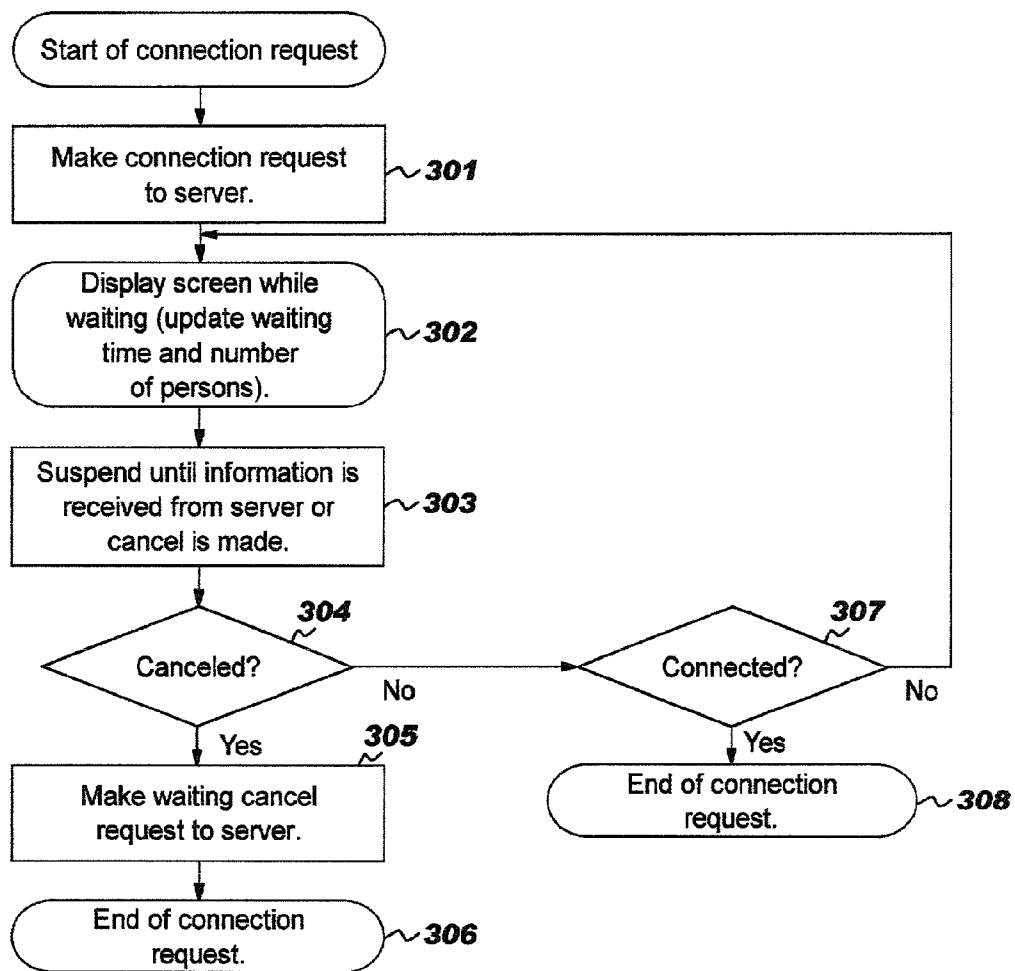 Start of connection request
Make connection request
to server.
301
Display screen while
waiting (update waiting
time and number
of persons).
302
Suspend until information is
received from server or
cancel is made.
303
304
Canceled?
No
Yes
307
Connected?
No
Yes
305
Make waiting cancel
request to server.
End of connection
request.
308
End of connection
request.
306